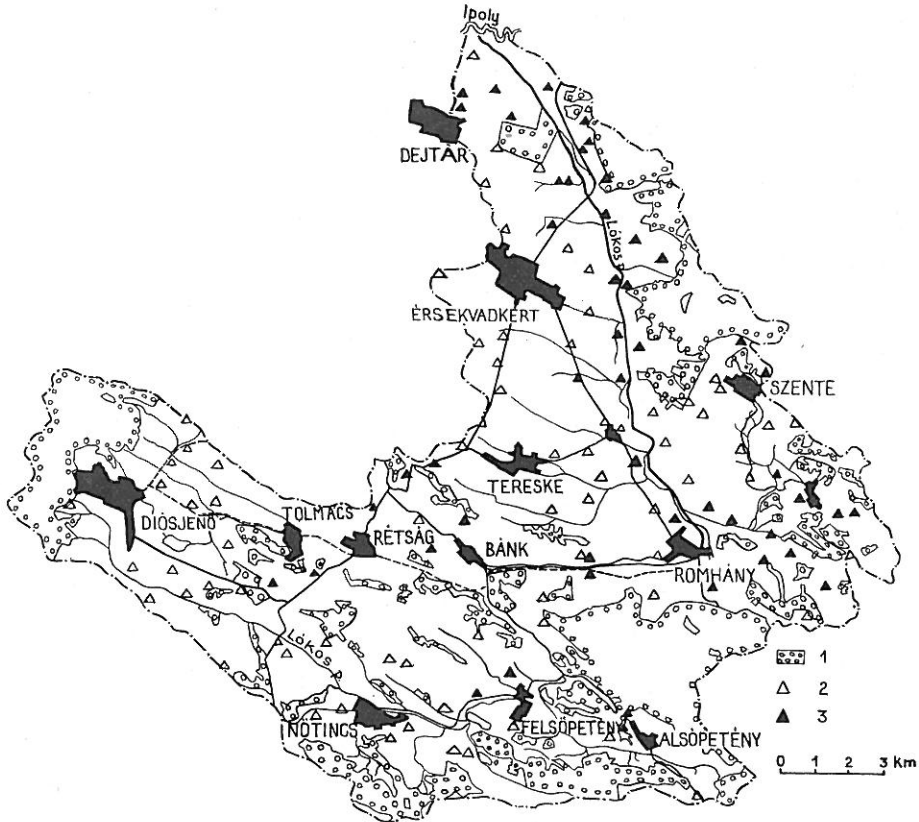 Ipoly
DEJTÁR
Lókos p.
ÉRSEKVADKERT
SZENTE
TERESKE
DIÓSJENŐ
TOLMÁCS
RÉTSÁG
BÁNK
ROMHÁNY
Lókos p.
1
2
3
NŐTINCS
FELSŐPETÉNY
ALSÓPETÉNY
0 1 2 3 km